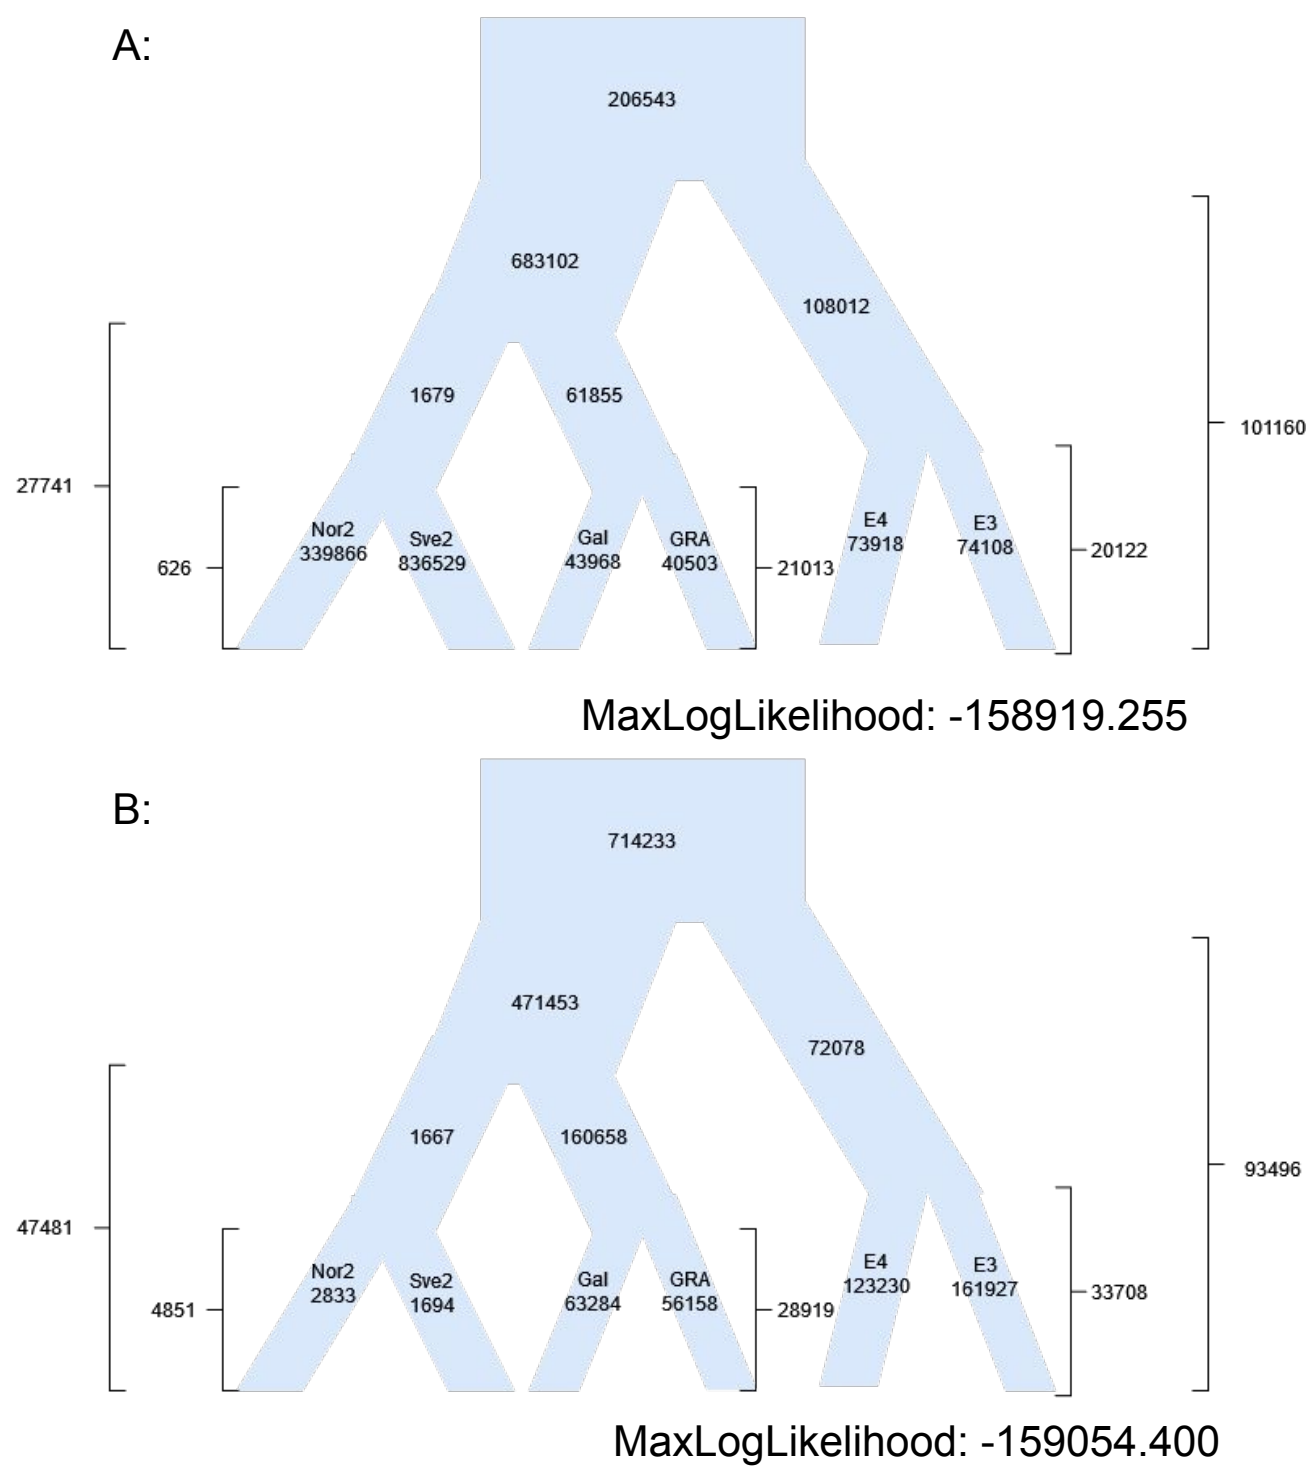 A:
206543
683102
108012
1679
61855
101160
27741
Nor2
339866
Sve2
836529
Gal
43968
GRA
40503
E4
73918
E3
74108
626
21013
20122
MaxLogLikelihood: -158919.255
B:
714233
471453
72078
1667
160658
93496
47481
Nor2
2833
Sve2
1694
Gal
63284
GRA
56158
E4
123230
E3
161927
4851
28919
33708
MaxLogLikelihood: -159054.400